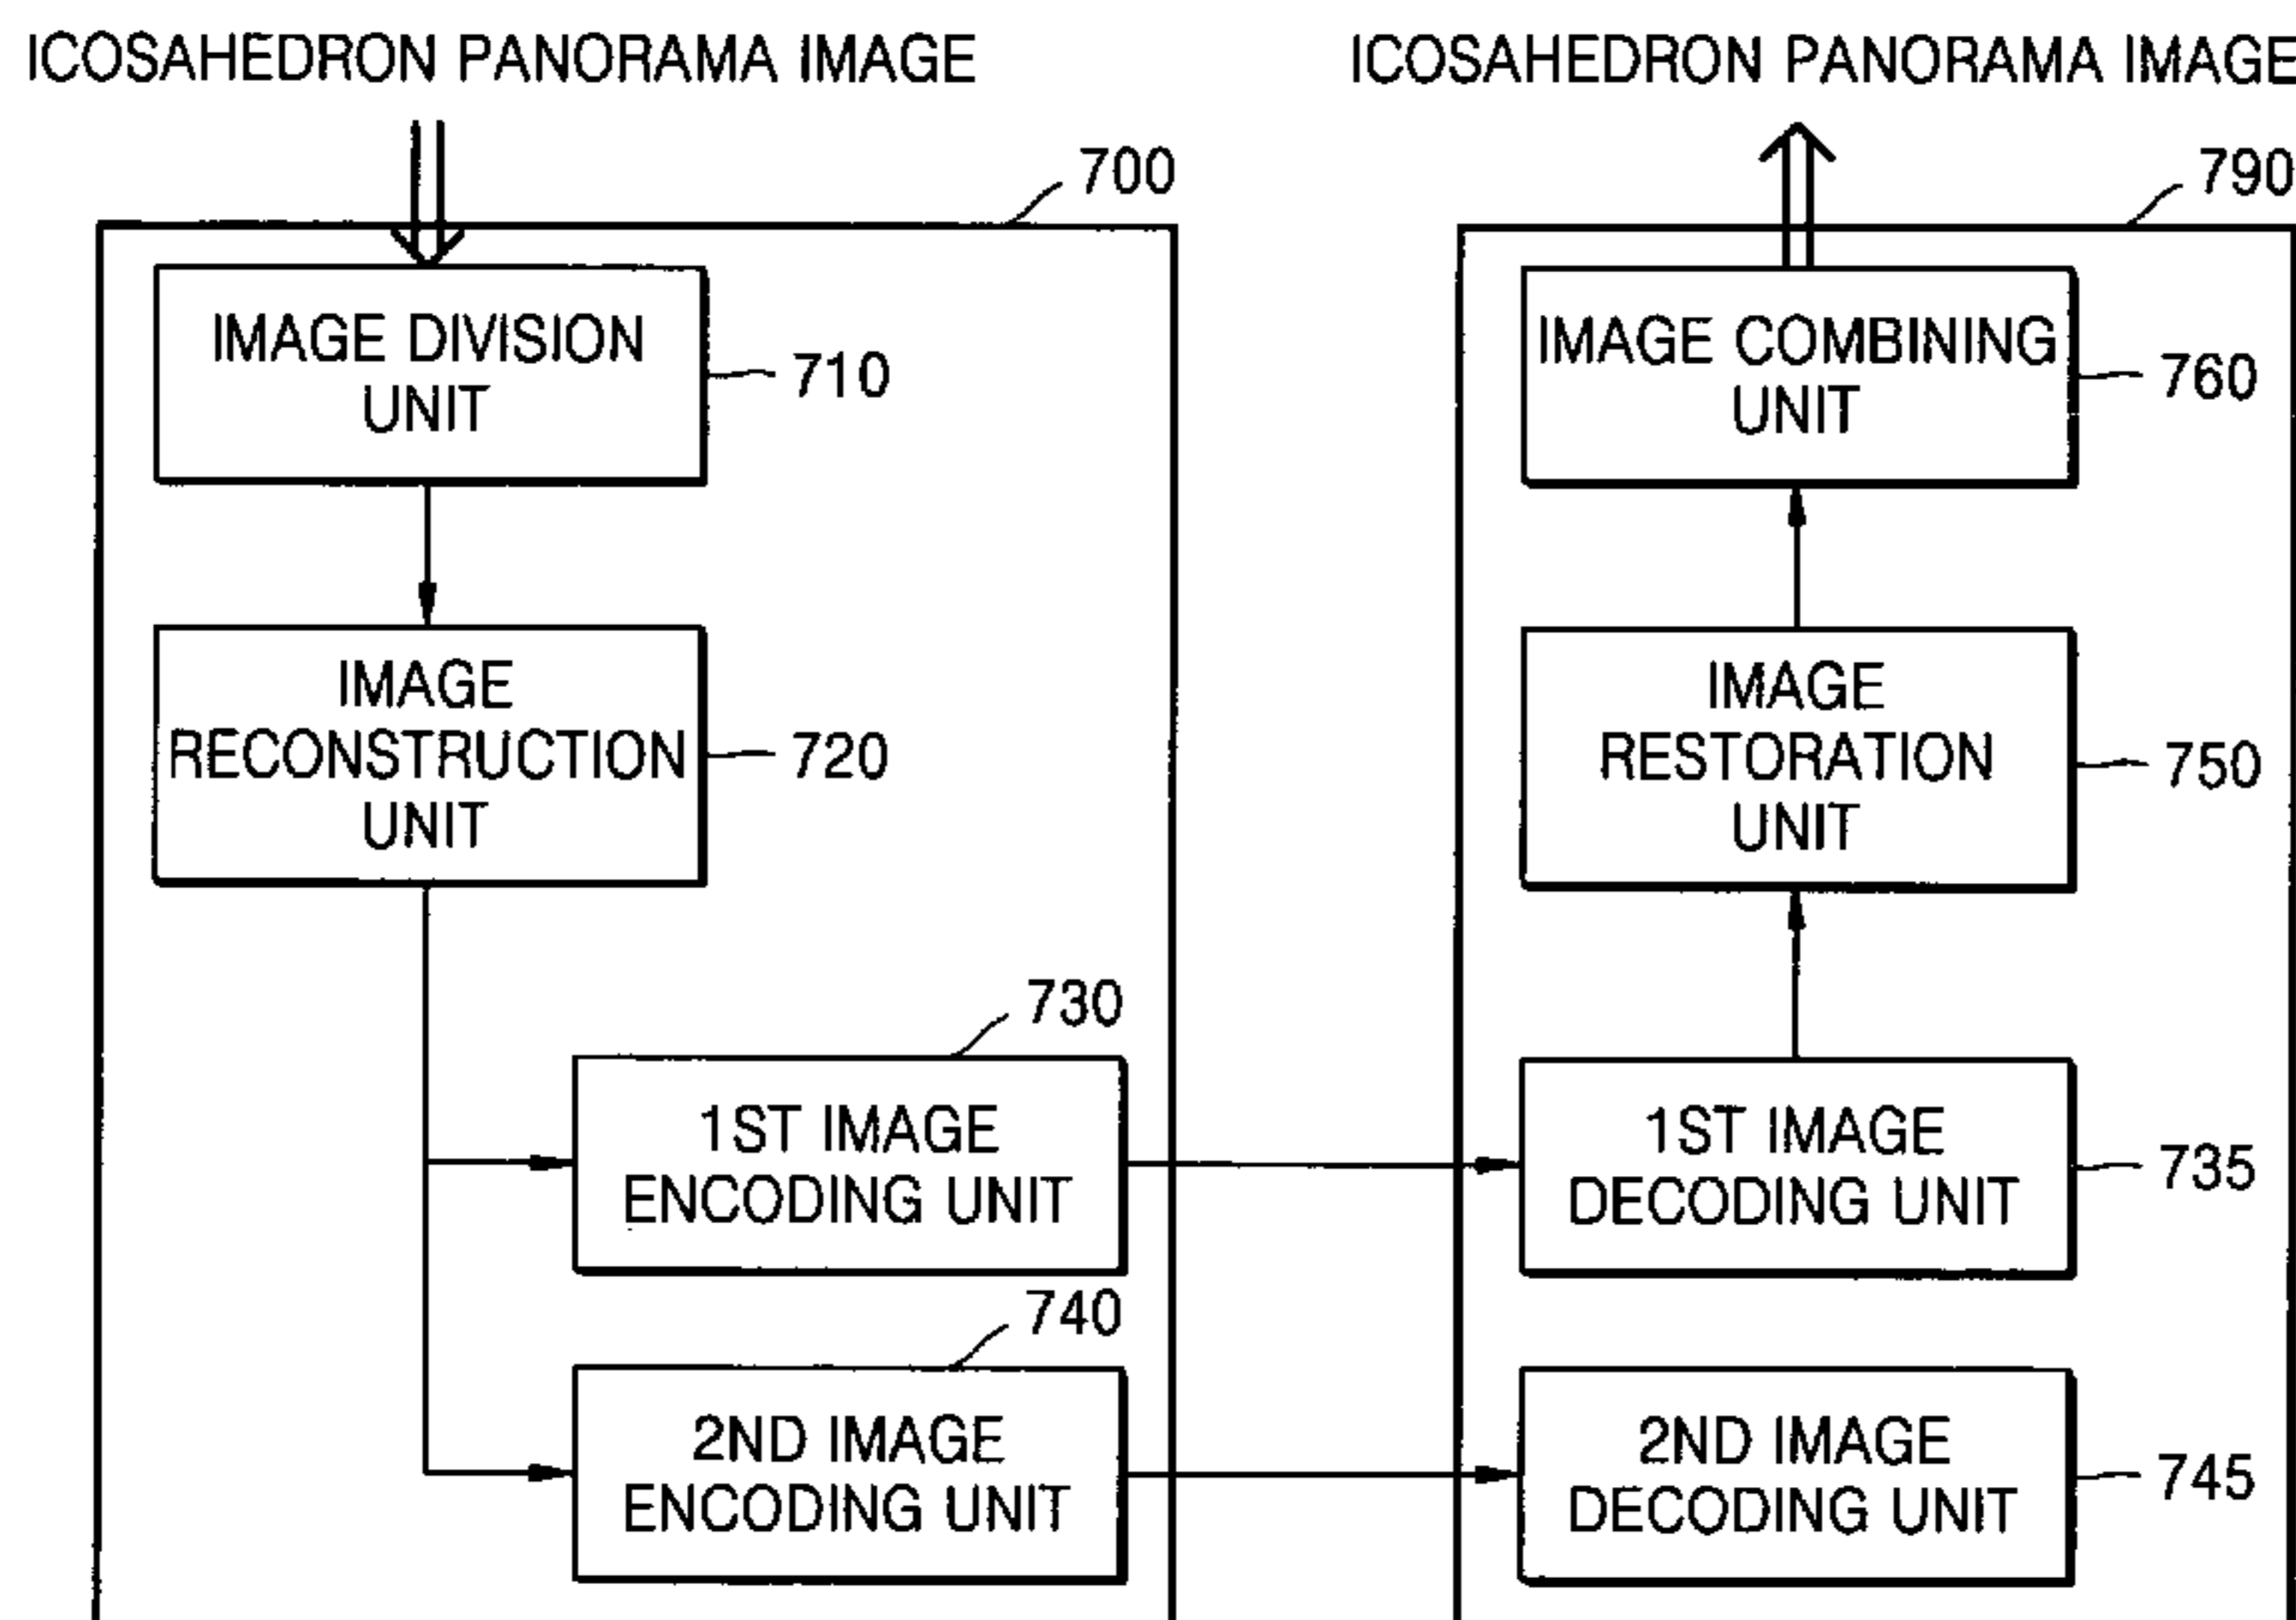 ICOSAHEDRON PANORAMA IMAGE
700
IMAGE DIVISION
UNIT
710
IMAGE
RECONSTRUCTION
UNIT
720
730
1ST IMAGE
ENCODING UNIT
740
2ND IMAGE
ENCODING UNIT
ICOSAHEDRON PANORAMA IMAGE
790
IMAGE COMBINING
UNIT
760
IMAGE
RESTORATION
UNIT
750
1ST IMAGE
DECODING UNIT
735
2ND IMAGE
DECODING UNIT
745